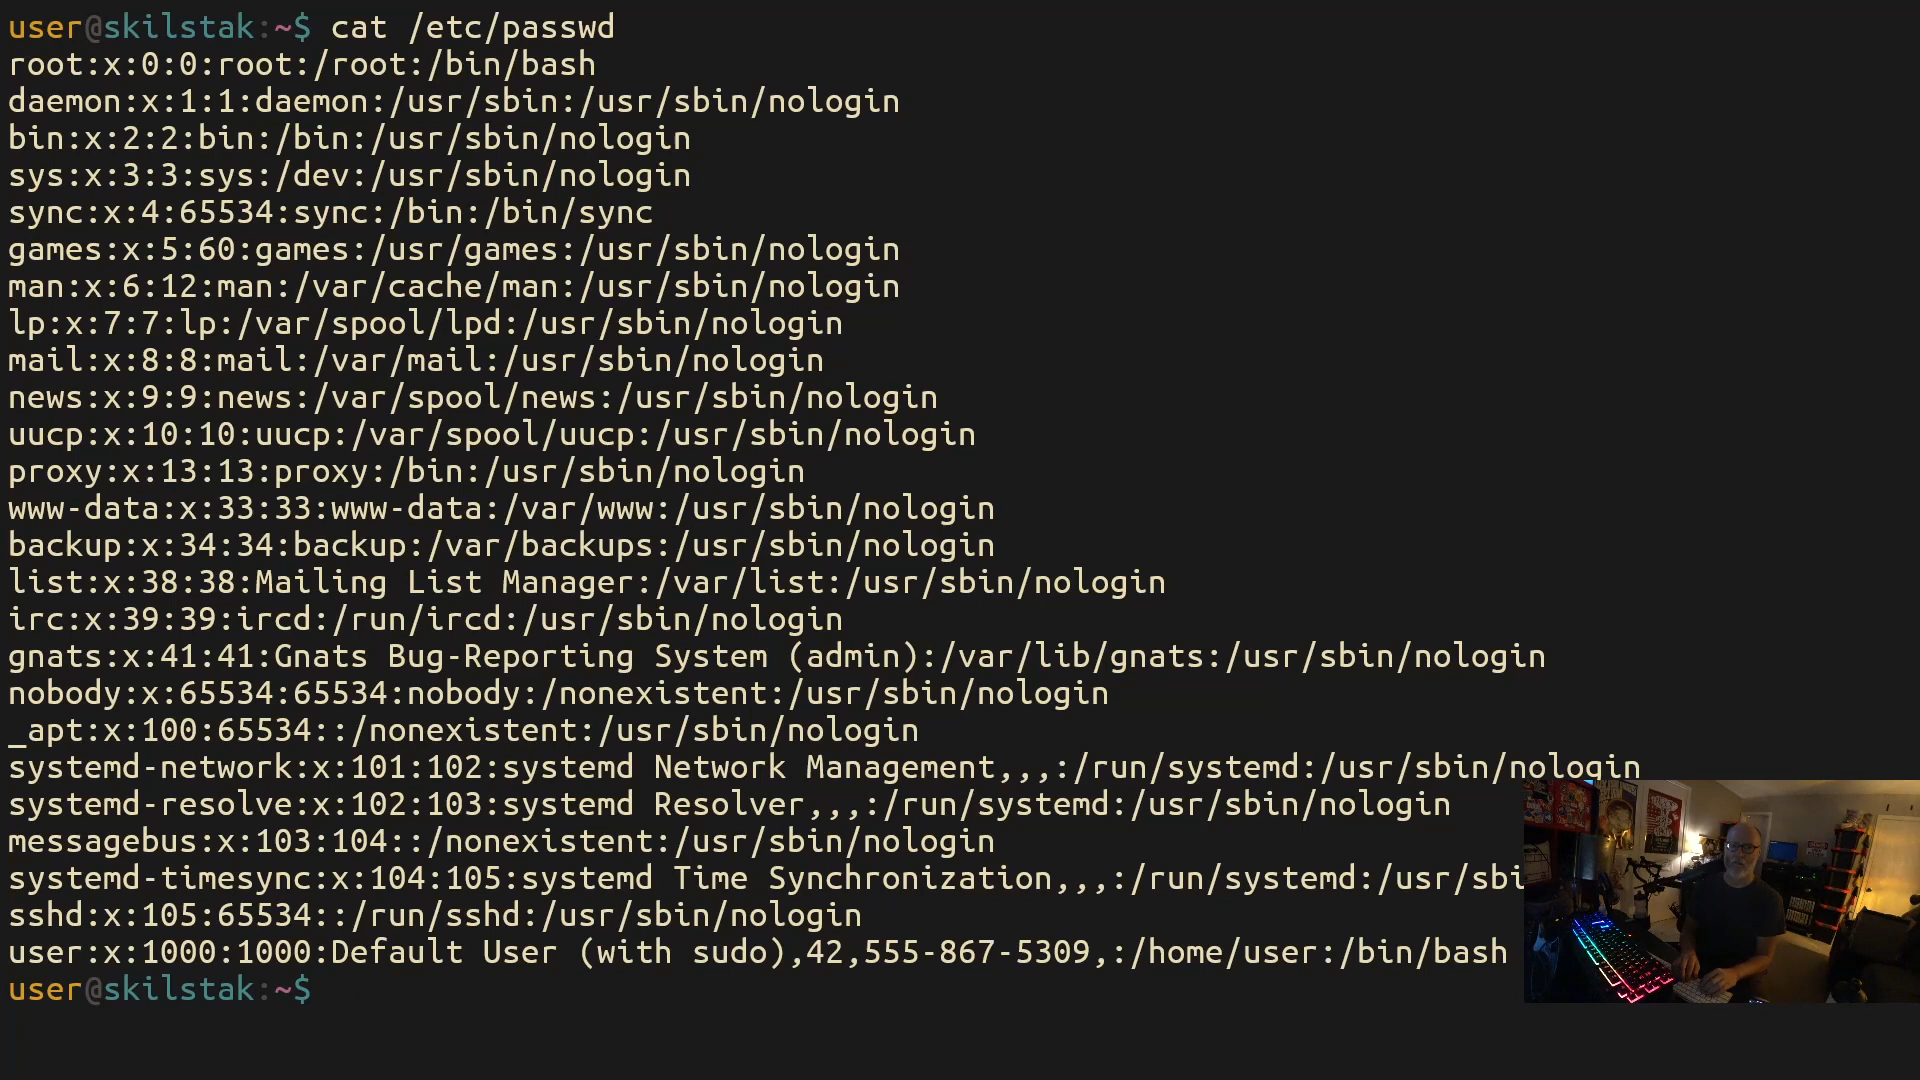 user@skilstak:~$ cat /etc/passwd
root:x:0:0:root:/root:/bin/bash
daemon:x:1:1:daemon:/usr/sbin:/usr/sbin/nologin
bin:x:2:2:bin:/bin:/usr/sbin/nologin
sys:x:3:3:sys:/dev:/usr/sbin/nologin
sync:x:4:65534:sync:/bin:/bin/sync
games:x:5:60:games:/usr/games:/usr/sbin/nologin
man:x:6:12:man:/var/cache/man:/usr/sbin/nologin
lp:x:7:7:lp:/var/spool/lpd:/usr/sbin/nologin
mail:x:8:8:mail:/var/mail:/usr/sbin/nologin
news:x:9:9:news:/var/spool/news:/usr/sbin/nologin
uucp:x:10:10:uucp:/var/spool/uucp:/usr/sbin/nologin
proxy:x:13:13:proxy:/bin:/usr/sbin/nologin
www-data:x:33:33:www-data:/var/www:/usr/sbin/nologin
backup:x:34:34:backup:/var/backups:/usr/sbin/nologin
list:x:38:38:Mailing List Manager:/var/list:/usr/sbin/nologin
irc:x:39:39:ircd:/run/ircd:/usr/sbin/nologin
gnats:x:41:41:Gnats Bug-Reporting System (admin):/var/lib/gnats:/usr/sbin/nologin
nobody:x:65534:65534:nobody:/nonexistent:/usr/sbin/nologin
_apt:x:100:65534::/nonexistent:/usr/sbin/nologin
systemd-network:x:101:102:systemd Network Management,,,:/run/systemd:/usr/sbin/nologin
systemd-resolve:x:102:103:systemd Resolver,,,:/run/systemd:/usr/sbin/nologin
messagebus:x:103:104::/nonexistent:/usr/sbin/nologin
systemd-timesync:x:104:105:systemd Time Synchronization,,,:/run/systemd:/usr/sbi
sshd:x:105:65534::/run/sshd:/usr/sbin/nologin
user:x:1000:1000:Default User (with sudo),42,555-867-5309,:/home/user:/bin/bash
user@skilstak:~$